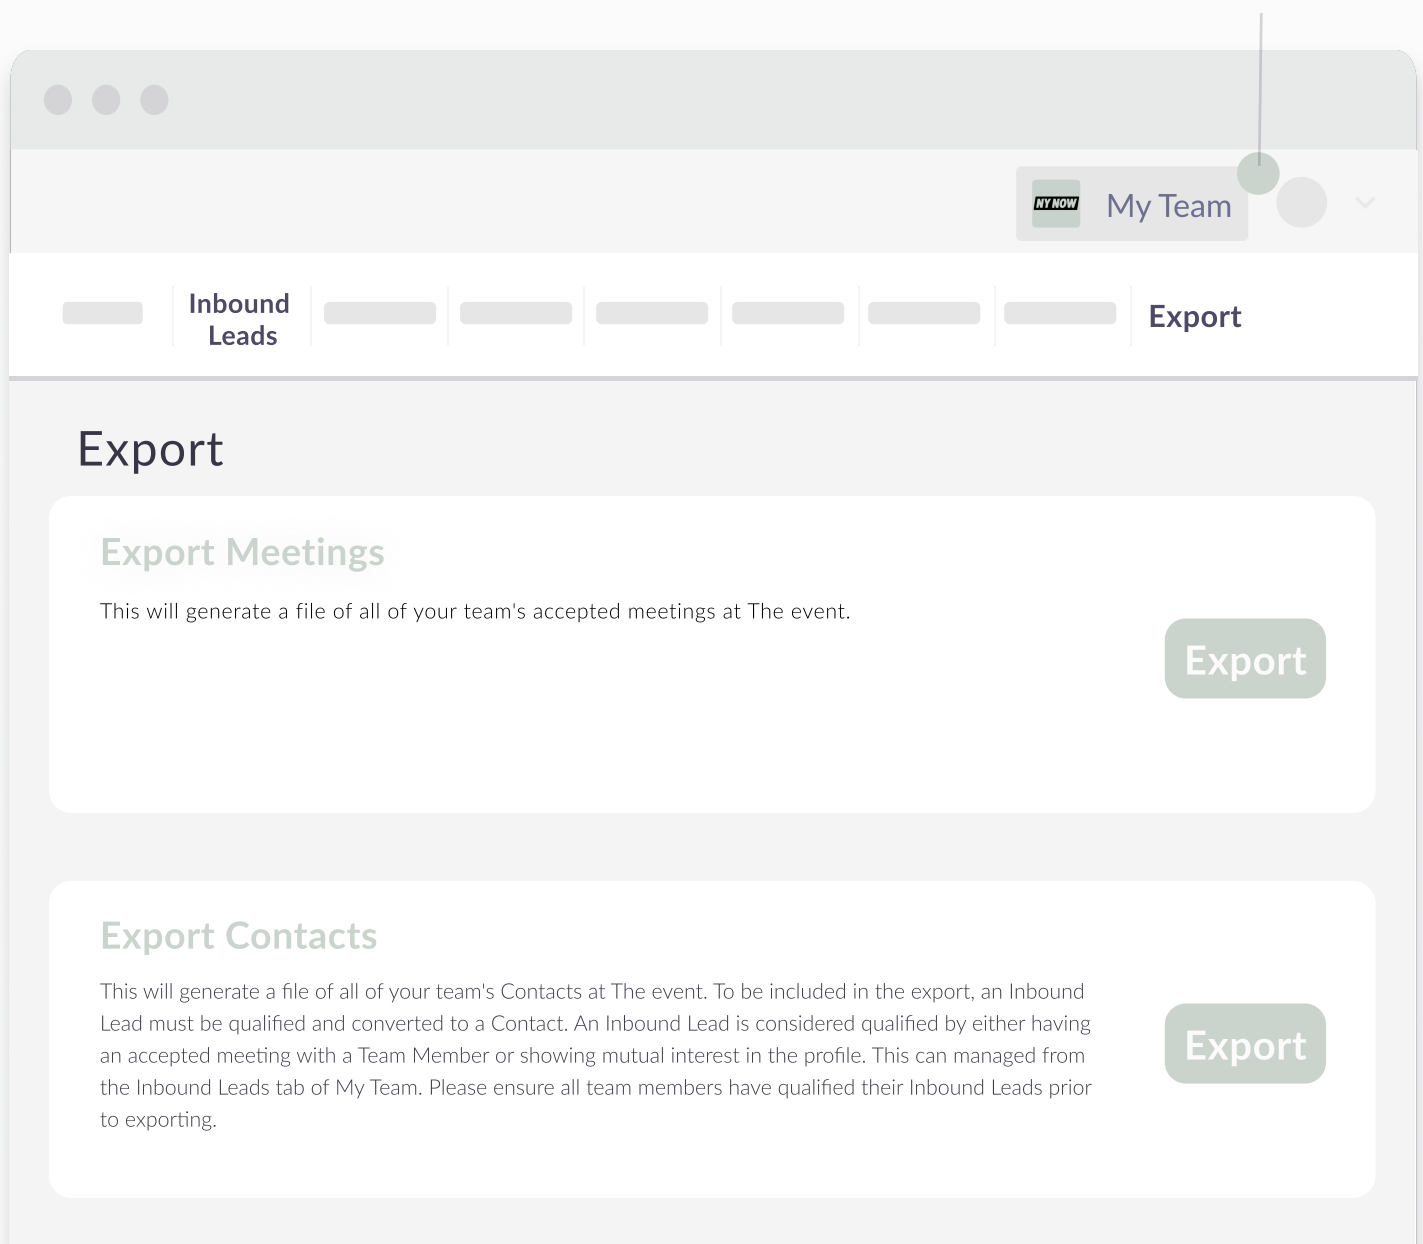 NY NOW
My Team
Inbound
Leads
Export
Export
Export Meetings
This will generate a file of all of your team's accepted meetings at The event.
Export
Export Contacts
This will generate a file of all of your team's Contacts at The event. To be included in the export, an Inbound
Lead must be qualified and converted to a Contact. An Inbound Lead is considered qualified by either having
an accepted meeting with a Team Member or showing mutual interest in the profile. This can managed from
the Inbound Leads tab of My Team. Please ensure all team members have qualified their Inbound Leads prior
to exporting.
Export